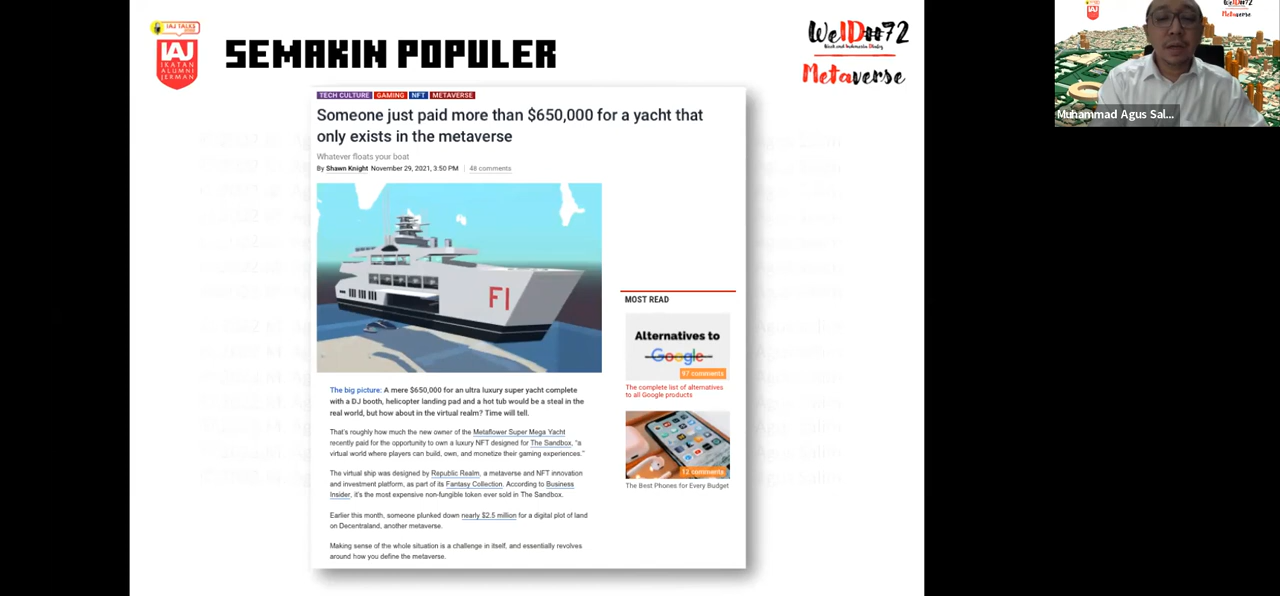 IAJ TALKS
IAJ
IKATAN
ALUMNI
JERMAN
SEMAKIN POPULER
WeIDoo72
Metaverse
TECH CULTURE GAMING NFT METAVERSE
Someone just paid more than $650,000 for a yacht that
only exists in the metaverse
Whatever floats your boat
By Shawn Knight November 29, 2021, 3:50 PM | 48 comments
FI
MOST READ
Alternatives to
Google
97 comments
The complete list of alternatives
to all Google products
12 comments
The Best Phones for Every Budget
The big picture: A mere $650,000 for an ultra luxury super yacht complete
with a DJ booth, helicopter landing pad and a hot tub would be a steal in the
real world, but how about in the virtual realm? Time will tell.
That's roughly how much the new owner of the Metaflower Super Mega Yacht
recently paid for the opportunity to own a luxury NFT designed for The Sandbox, "a
virtual world where players can build, own, and monetize their gaming experiences."
The virtual ship was designed by Republic Realm, a metaverse and NFT innovation
and investment platform, as part of its Fantasy Collection. According to Business
Insider, it's the most expensive non-fungible token ever sold in The Sandbox.
Earlier this month, someone plunked down nearly $2.5 million for a digital plot of land
on Decentraland, another metaverse.
Making sense of the whole situation is a challenge in itself, and essentially revolves
around how you define the metaverse.
Metaverse
Muhammad Agus Sal...